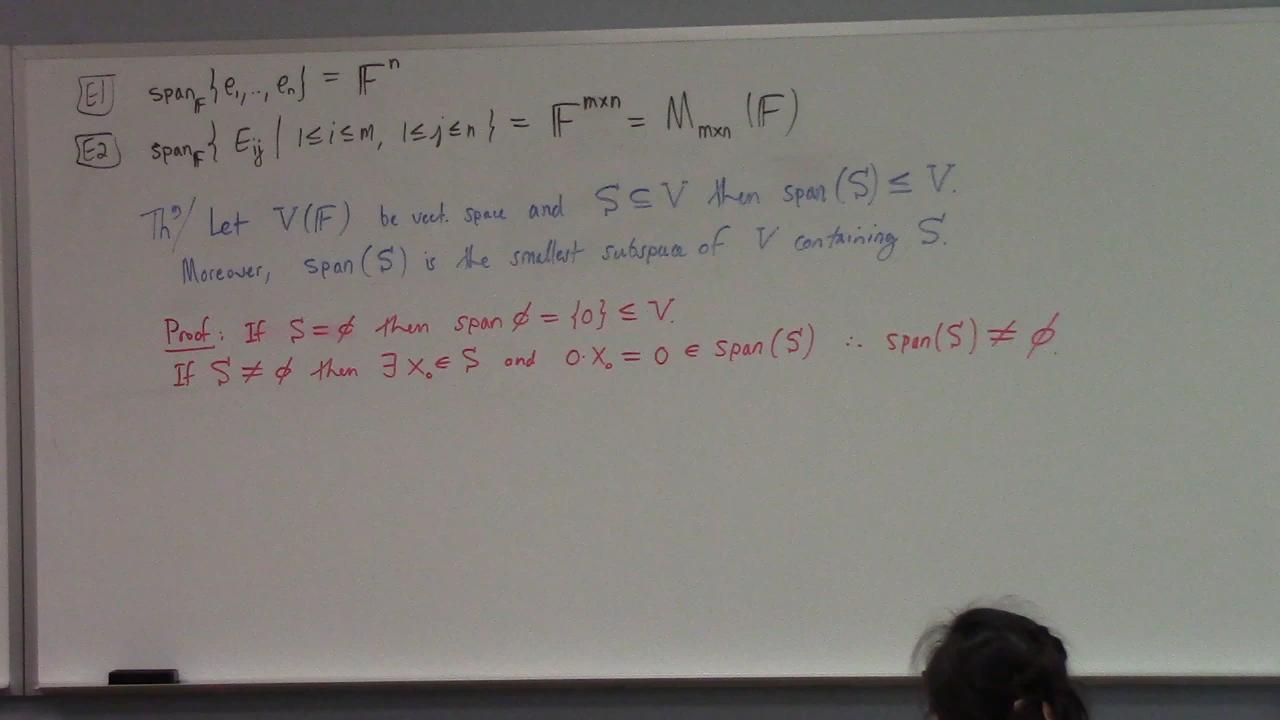 E1 span_𝔽{e₁,..,eₙ} = 𝔽ⁿ
E2 span_𝔽{ E_ij | 1≤i≤m, 1≤j≤n } = 𝔽^{m×n} = M_{m×n}(𝔽)
Thᵐ/ Let V(𝔽) be vect. space and S ⊆ V then span(S) ≤ V.
Moreover, span(S) is the smallest subspace of V containing S.
Proof: If S = ∅ then span ∅ = {0} ≤ V.
If S ≠ ∅ then ∃ x₀ ∈ S and 0·x₀ = 0 ∈ span(S) ∴ span(S) ≠ ∅.